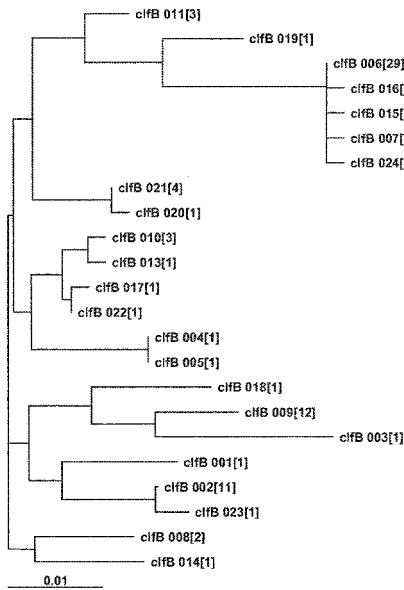 clfB 011[3]
clfB 019[1]
clfB 006[29]
clfB 016[
clfB 015[
clfB 007[
clfB 024[
clfB 021[4]
clfB 020[1]
clfB 010[3]
clfB 013[1]
clfB 017[1]
clfB 022[1]
clfB 004[1]
clfB 005[1]
clfB 018[1]
clfB 009[12]
clfB 003[1]
clfB 001[1]
clfB 002[11]
clfB 023[1]
clfB 008[2]
clfB 014[1]
0.01